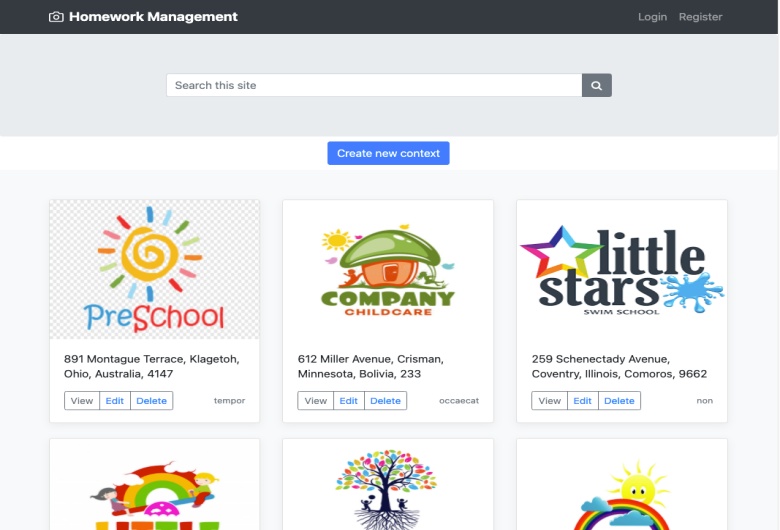 Homework Management
Login Register
Search this site
Create new context
PreSchool
891 Montague Terrace, Klagetoh,
Ohio, Australia, 4147
View Edit Delete tempor
COMPANY
CHILDCARE
612 Miller Avenue, Crisman,
Minnesota, Bolivia, 233
View Edit Delete occaecat
little
stars
SWIM SCHOOL
259 Schenectady Avenue,
Coventry, Illinois, Comoros, 9662
View Edit Delete non